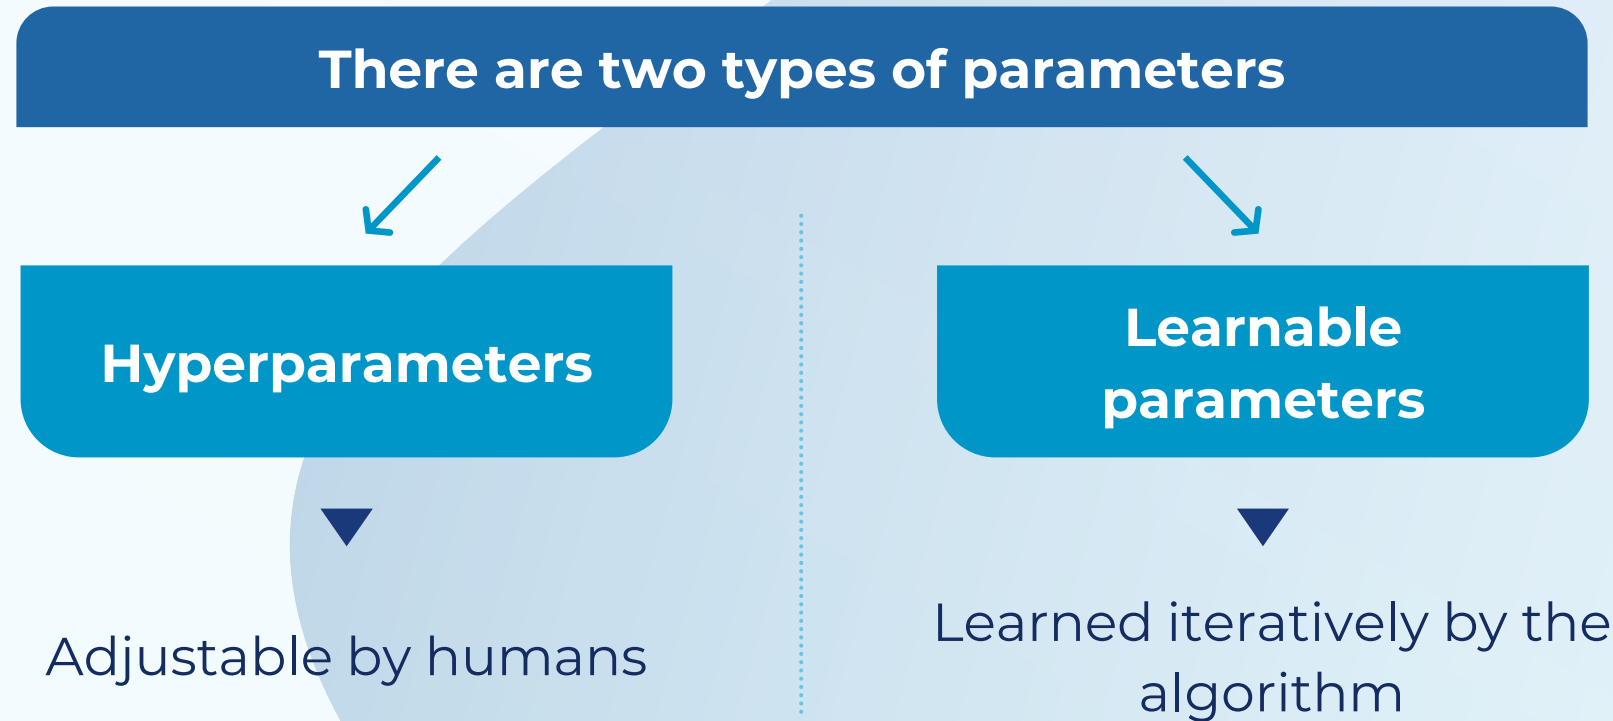 There are two types of parameters
Hyperparameters
Learnable
parameters
Adjustable by humans
Learned iteratively by the
algorithm